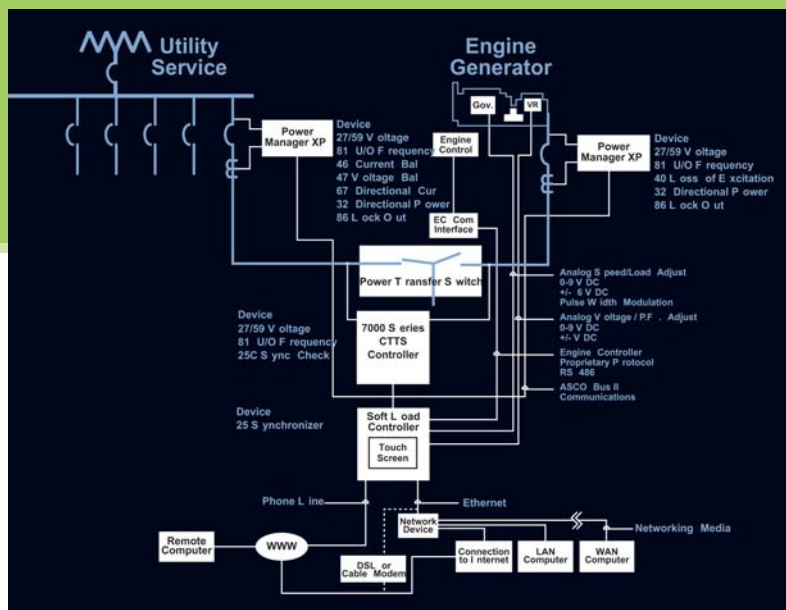 Utility
Service
Engine
Generator
Gov.
VR
Power
Manager XP
Device
27/59 V oltage
81 U/O F requency
46 Current Bal
47 V oltage Bal
67 Directional Cur
32 Directional P ower
86 L ock O ut
Engine
Control
EC Com
Interface
Power
Manager XP
Device
27/59 V oltage
81 U/O F requency
40 L oss of E xcitation
32 Directional P ower
86 L ock O ut
Power T ransfer S witch
Analog S peed/Load Adjust
0-9 V DC
+/- 6 V DC
Pulse W idth Modulation
Analog V oltage / P.F . Adjust
0-9 V DC
+/- V DC
Engine Controller
Proprietary P rotocol
RS 486
ASCO Bus II
Communications
Device
27/59 V oltage
81 U/O F requency
25C S ync Check
7000 S eries
CTTS
Controller
Device
25 S ynchronizer
Soft L oad
Controller
Touch
Screen
Phone L ine
Ethernet
Network
Device
Networking Media
Remote
Computer
WWW
DSL or
Cable Modem
Connection
to I nternet
LAN
Computer
WAN
Computer